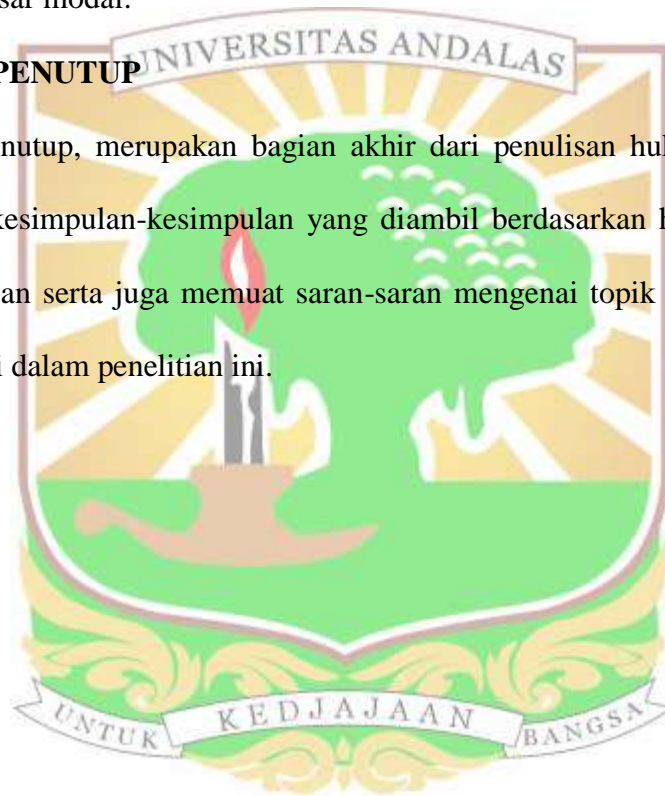 sar modal.
UNIVERSITAS ANDALAS
PENUTUP
nutup, merupakan bagian akhir dari penulisan hu
kesimpulan-kesimpulan yang diambil berdasarkan h
an serta juga memuat saran-saran mengenai topik
i dalam penelitian ini.
UNTUK KEDJAJAAN BANGSA